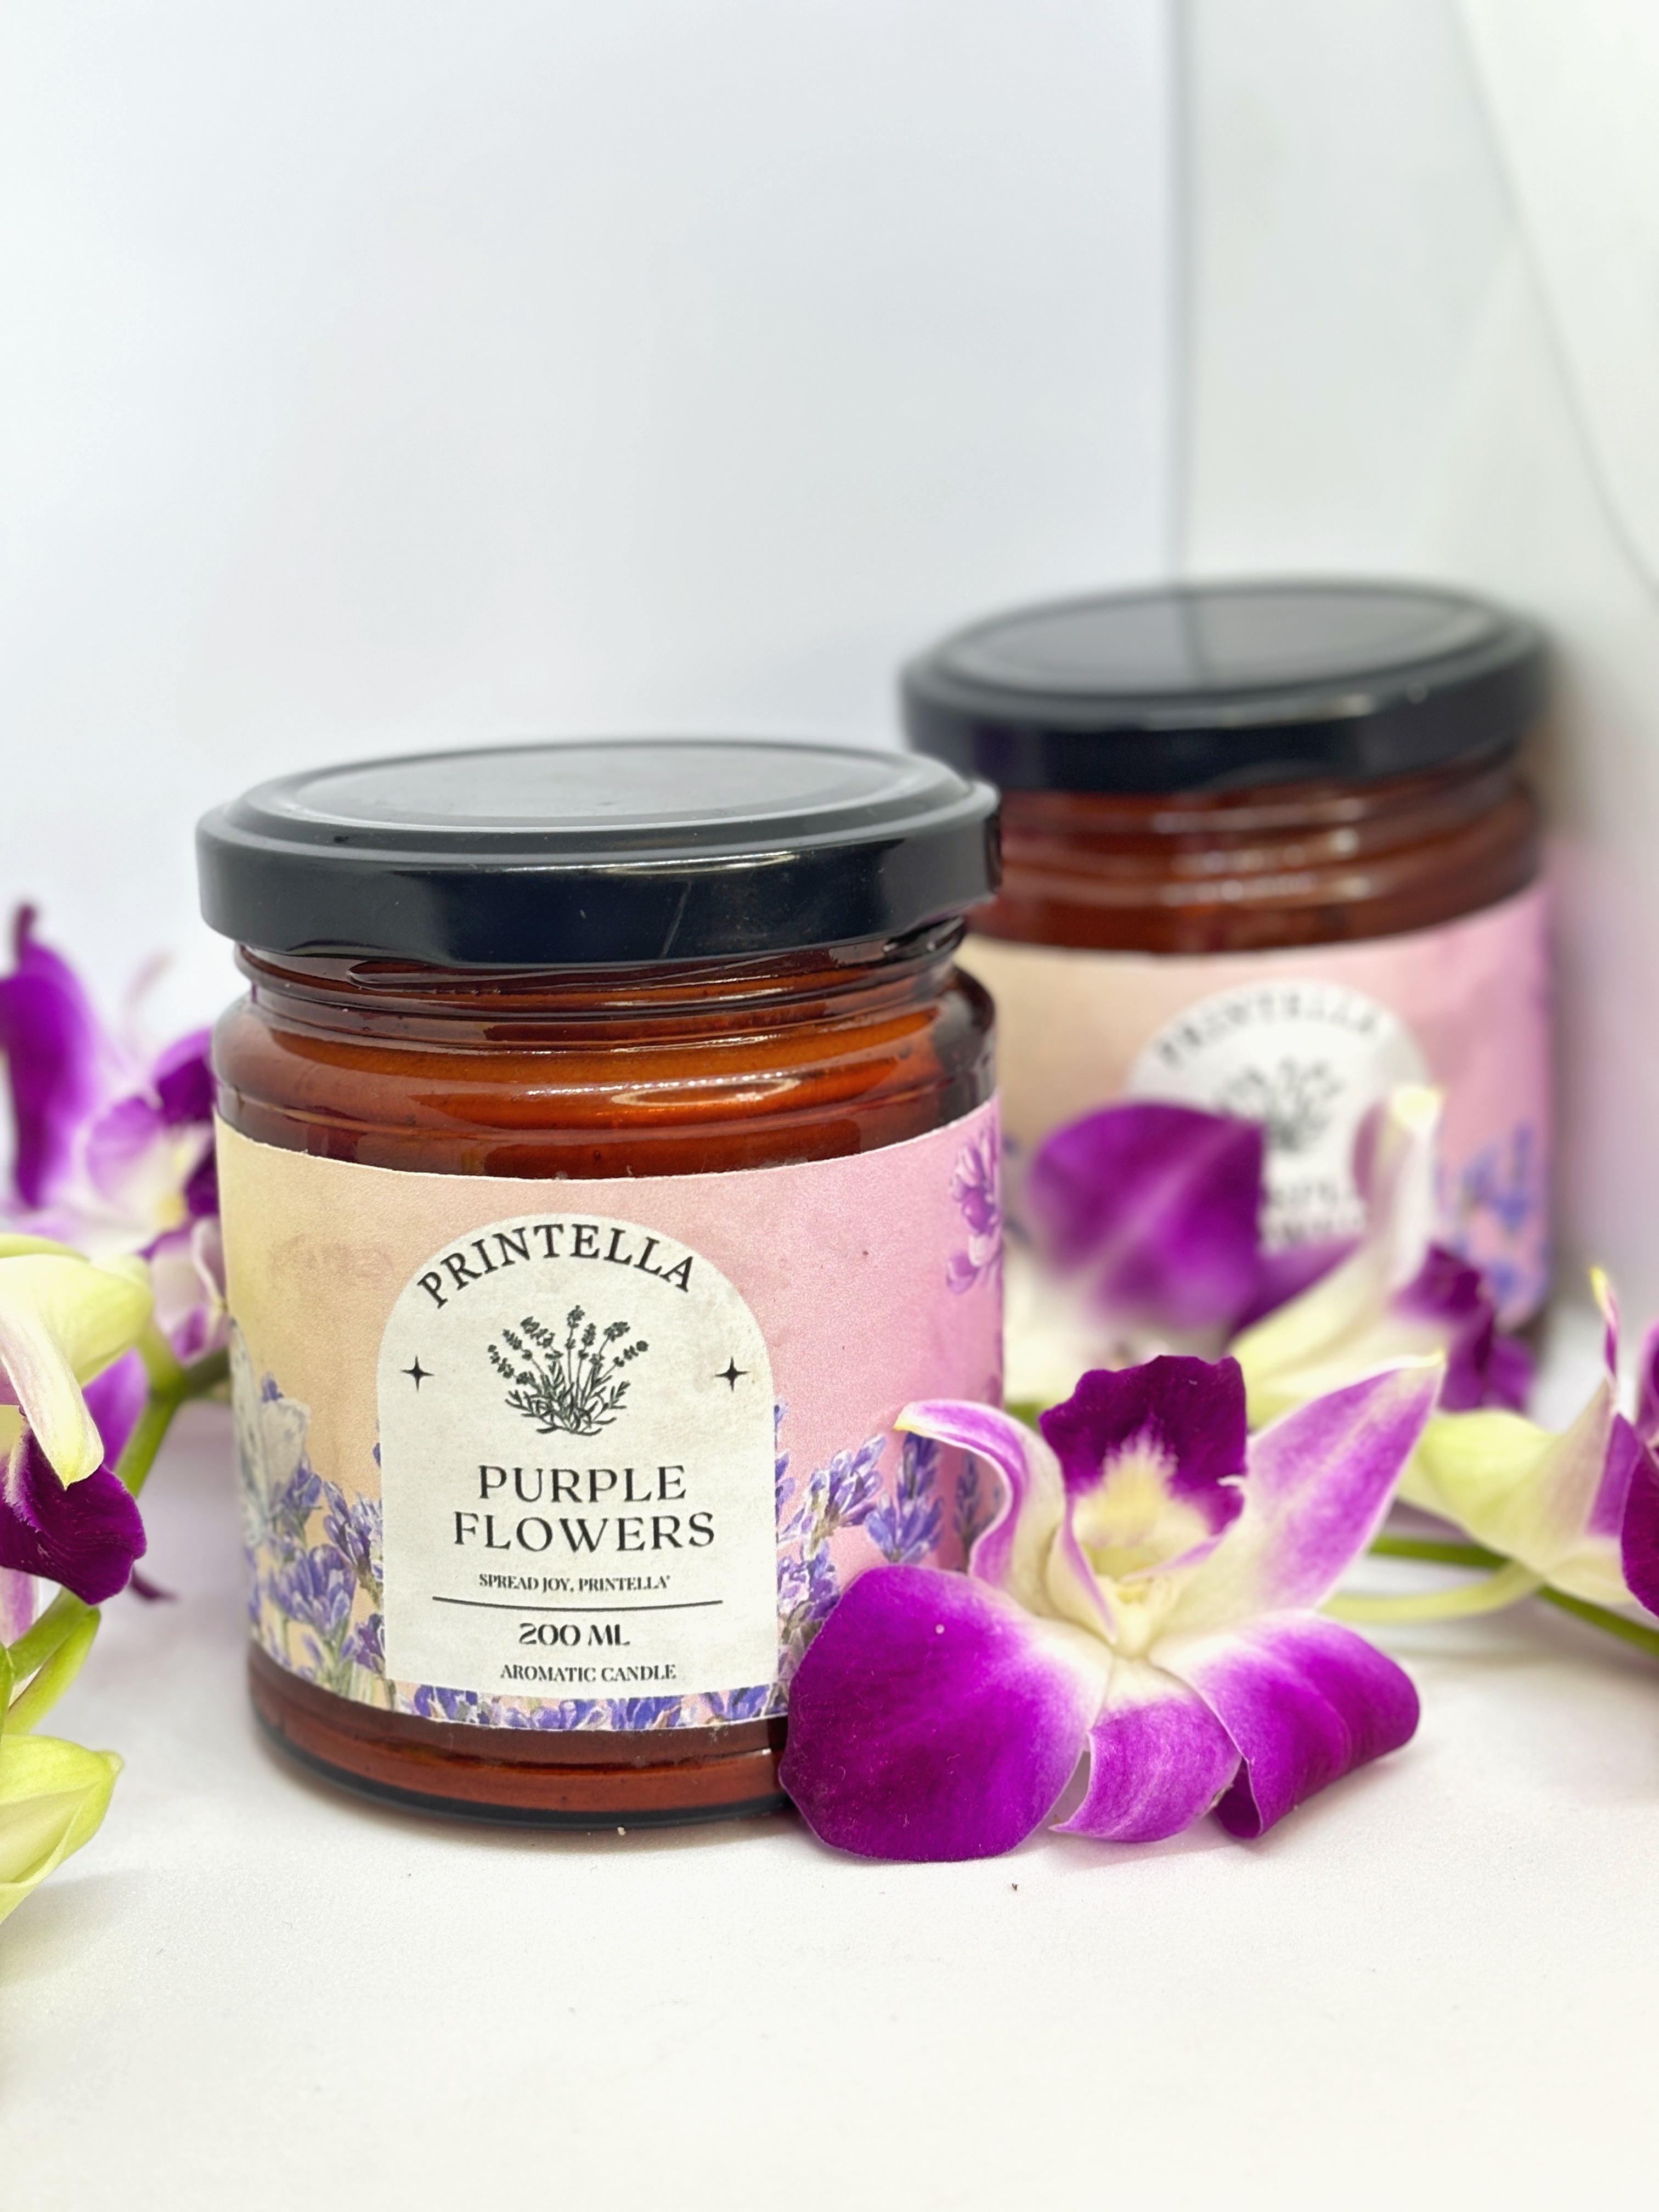 PRINTELLA
PURPLE
FLOWERS
SPREAD JOY, PRINTELLA'
200 ML
AROMATIC CANDLE
PRINTELLA